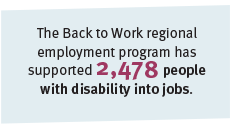 The Back to Work regional
employment program has
supported 2,478 people
with disability into jobs.